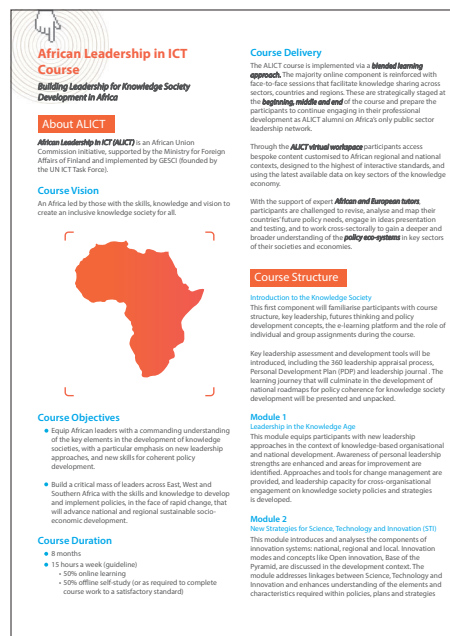 African Leadership in ICT
Course
Building Leadership for Knowledge Society
Development in Africa
About ALICT
African Leadership in ICT (ALICT) is an African Union
Commission initiative, supported by the Ministry for Foreign
Affairs of Finland and implemented by GESCI (founded by
the UN ICT Task Force).
Course Vision
An Africa led by those with the skills, knowledge and vision to
create an inclusive knowledge society for all.
Course Objectives
• Equip African leaders with a commanding understanding
of the key elements in the development of knowledge
societies, with a particular emphasis on new leadership
approaches, and new skills for coherent policy
development.
• Build a critical mass of leaders across East, West and
Southern Africa with the skills and knowledge to develop
and implement policies, in the face of rapid change, that
will advance national and regional sustainable socio-
economic development.
Course Duration
• 8 months
• 15 hours a week (guideline)
• 50% online learning
• 50% offline self-study (or as required to complete
course work to a satisfactory standard)
Course Delivery
The ALICT course is implemented via a blended learning
approach. The majority online component is reinforced with
face-to-face sessions that facilitate knowledge sharing across
sectors, countries and regions. These are strategically staged at
the beginning, middle and end of the course and prepare the
participants to continue engaging in their professional
development as ALICT alumni on Africa's only public sector
leadership network.
Through the ALICT virtual workspace participants access
bespoke content customised to African regional and national
contexts, designed to the highest of interactive standards, and
using the latest available data on key sectors of the knowledge
economy.
With the support of expert African and European tutors,
participants are challenged to revise, analyse and map their
countries' future policy needs, engage in ideas presentation
and testing, and to work cross-sectorally to gain a deeper and
broader understanding of the policy eco-systems in key sectors
of their societies and economies.
Course Structure
Introduction to the Knowledge Society
This first component will familiarise participants with course
structure, key leadership, futures thinking and policy
development concepts, the e-learning platform and the role of
individual and group assignments during the course.
Key leadership assessment and development tools will be
introduced, including the 360 leadership appraisal process,
Personal Development Plan (PDP) and leadership journal . The
learning journey that will culminate in the development of
national roadmaps for policy coherence for knowledge society
development will be presented and unpacked.
Module 1
Leadership in the Knowledge Age
This module equips participants with new leadership
approaches in the context of knowledge-based organisational
and national development. Awareness of personal leadership
strengths are enhanced and areas for improvement are
identified. Approaches and tools for change management are
provided, and leadership capacity for cross-organisational
engagement on knowledge society policies and strategies
is developed.
Module 2
New Strategies for Science, Technology and Innovation (STI)
This module introduces and analyses the components of
innovation systems: national, regional and local. Innovation
modes and concepts like Open innovation, Base of the
Pyramid, are discussed in the development context. The
module addresses linkages between Science, Technology and
Innovation and enhances understanding of the elements and
characteristics required within policies, plans and strategies